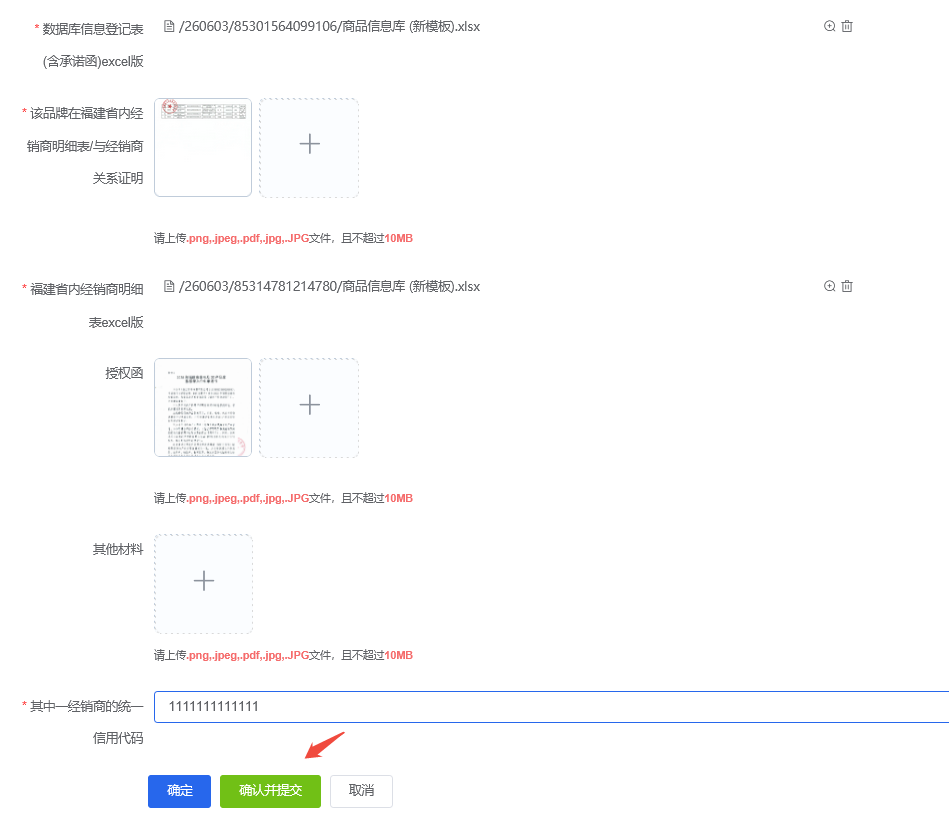 * 数据库信息登记表
(含承诺函)excel版
/260603/85301564099106/商品信息库 (新模板).xlsx
* 该品牌在福建省内经
销商明细表/与经销商
关系证明
请上传.png,.jpeg,.pdf,.jpg,.JPG文件，且不超过10MB
* 福建省内经销商明细
表excel版
/260603/85314781214780/商品信息库 (新模板).xlsx
授权函
请上传.png,.jpeg,.pdf,.jpg,.JPG文件，且不超过10MB
其他材料
请上传.png,.jpeg,.pdf,.jpg,.JPG文件，且不超过10MB
* 其中一经销商的统一
信用代码
1111111111111
确定 确认并提交 取消